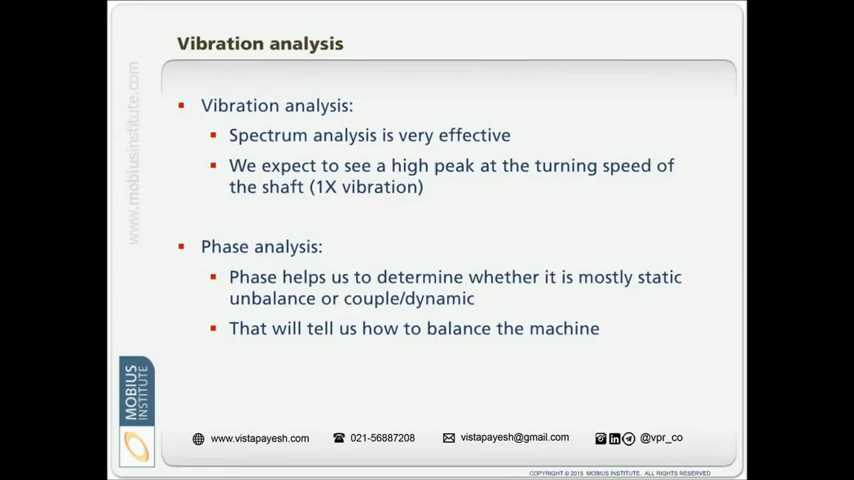 Vibration analysis
www.mobiusinstitute.com
Vibration analysis:
Spectrum analysis is very effective
We expect to see a high peak at the turning speed of
the shaft (1X vibration)
Phase analysis:
Phase helps us to determine whether it is mostly static
unbalance or couple/dynamic
That will tell us how to balance the machine
MOBIUS
INSTITUTE
www.vistapayesh.com 021-56887208 vistapayesh@gmail.com @vpr_co
COPYRIGHT © 2015 MOBIUS INSTITUTE. ALL RIGHTS RESERVED